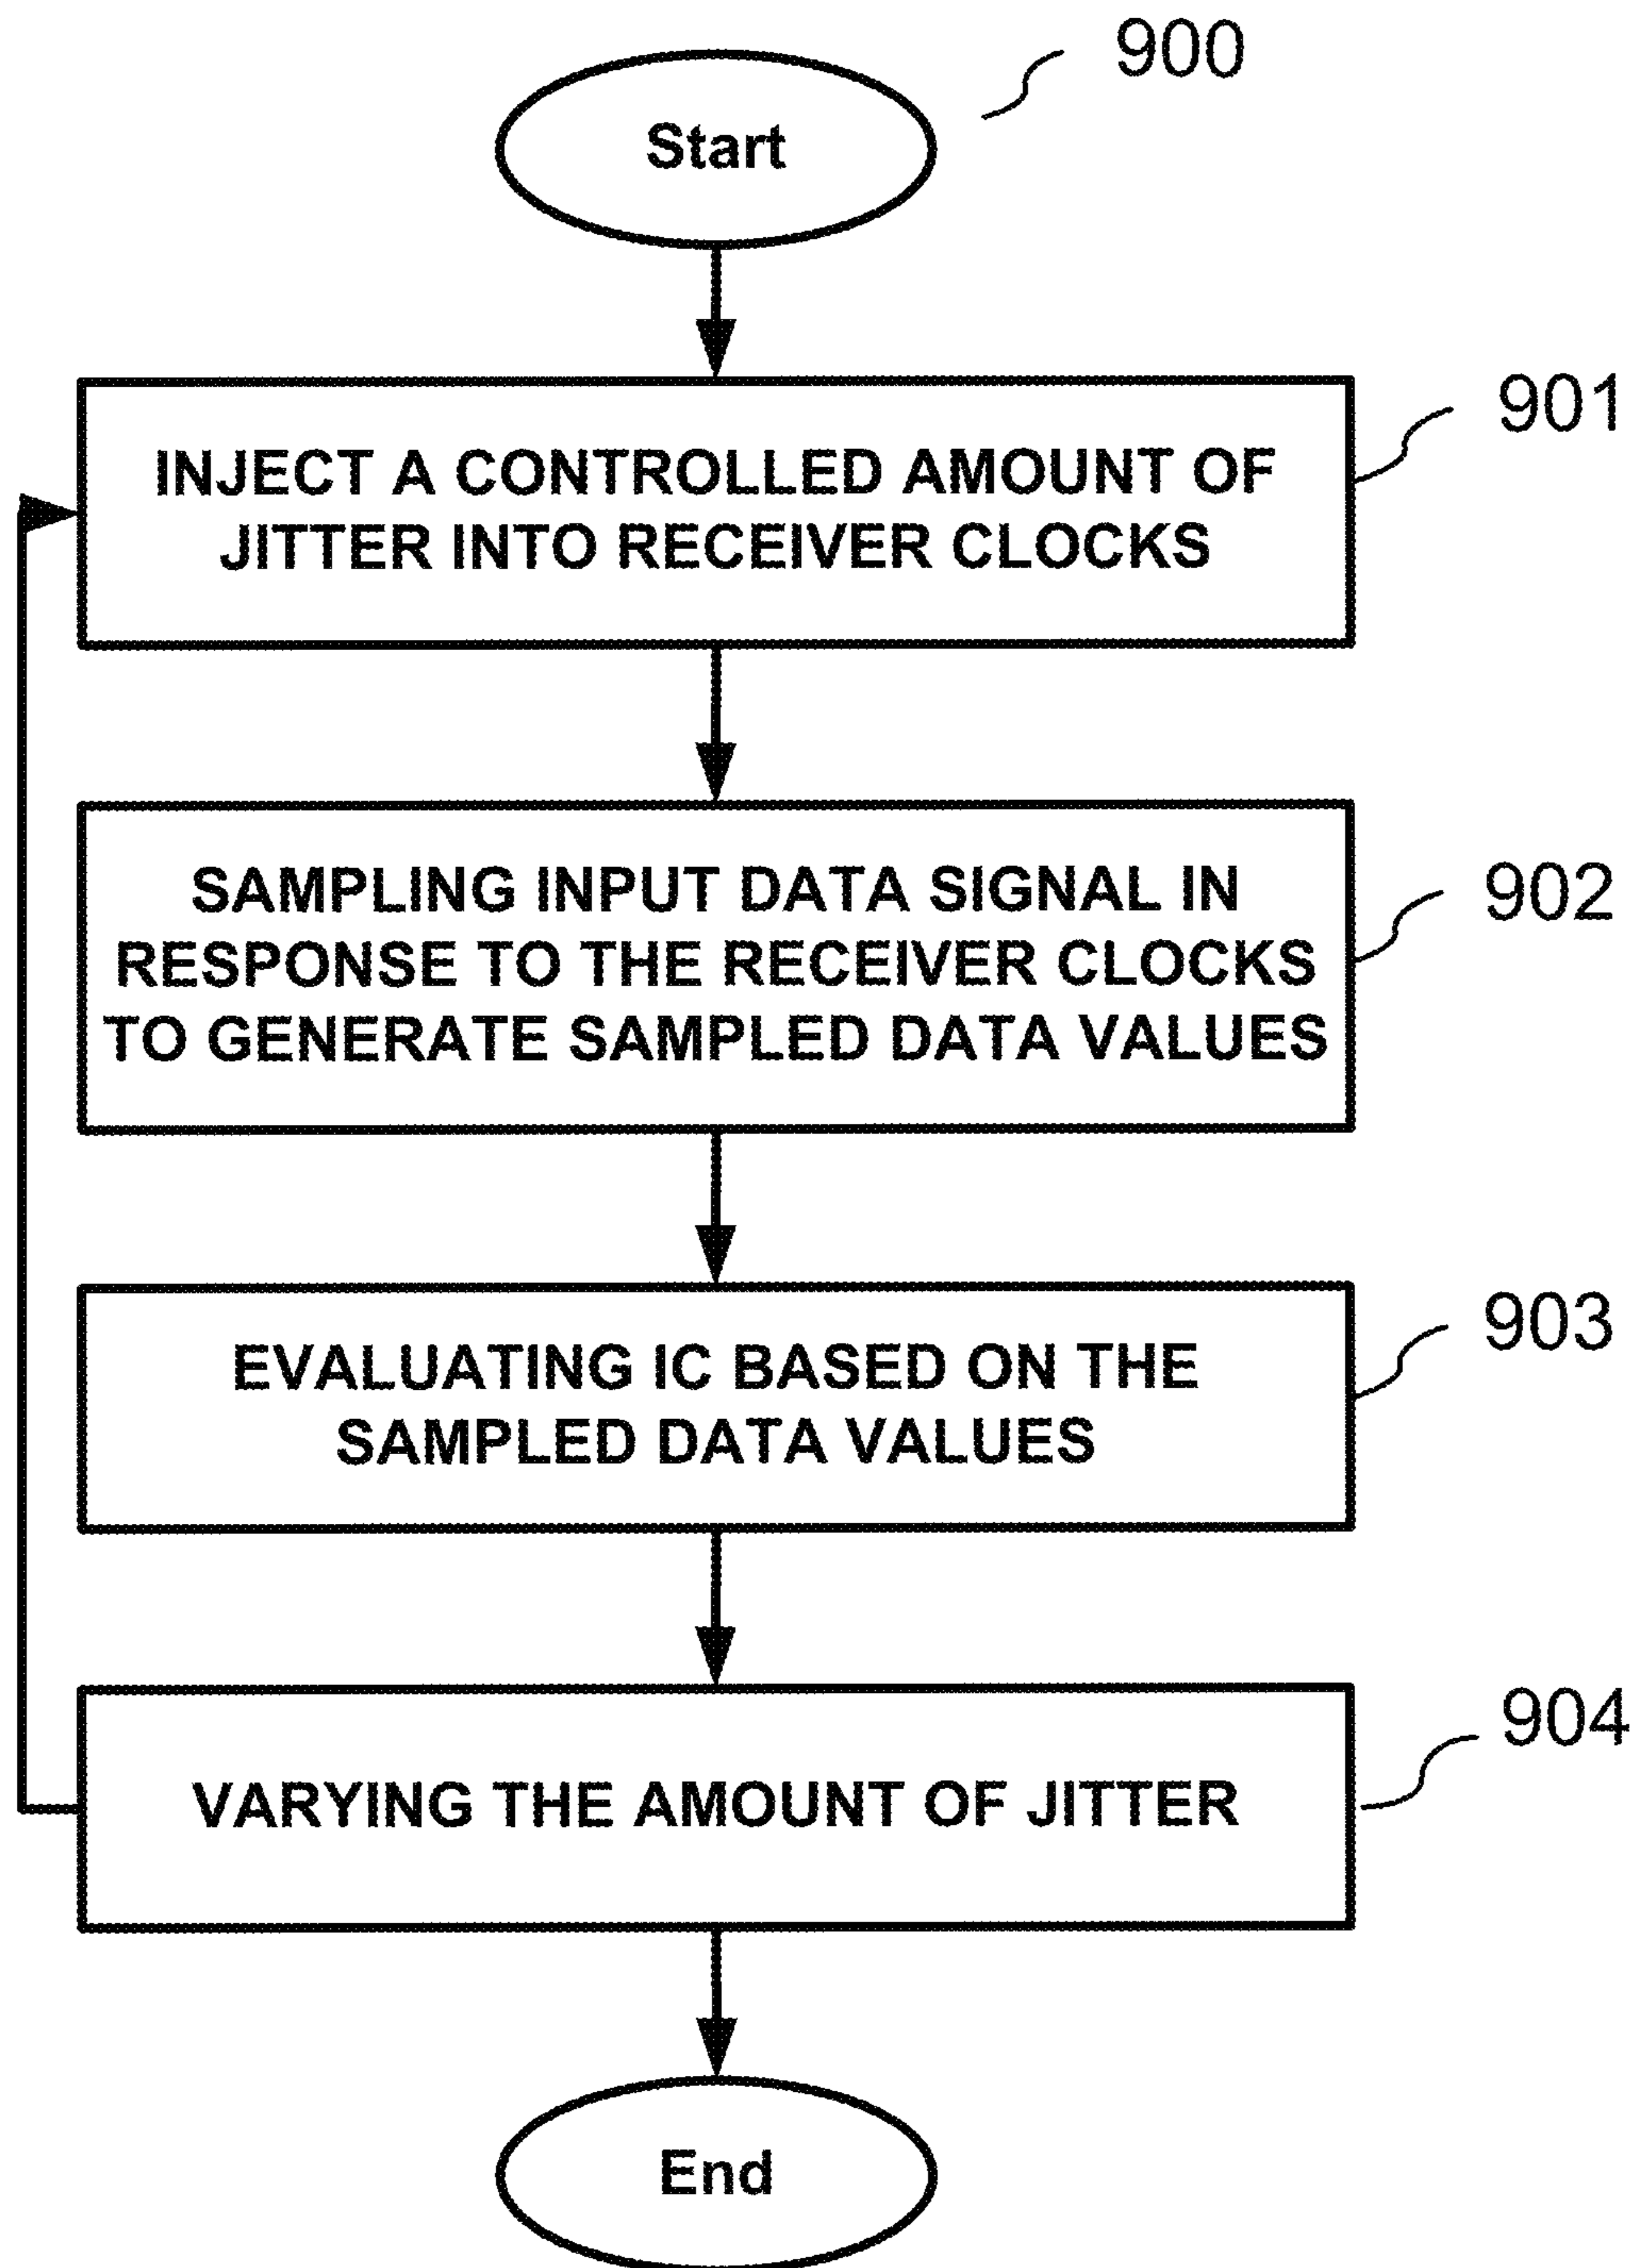 900
Start
901
INJECT A CONTROLLED AMOUNT OF
JITTER INTO RECEIVER CLOCKS
902
SAMPLING INPUT DATA SIGNAL IN
RESPONSE TO THE RECEIVER CLOCKS
TO GENERATE SAMPLED DATA VALUES
903
EVALUATING IC BASED ON THE
SAMPLED DATA VALUES
904
VARYING THE AMOUNT OF JITTER
End